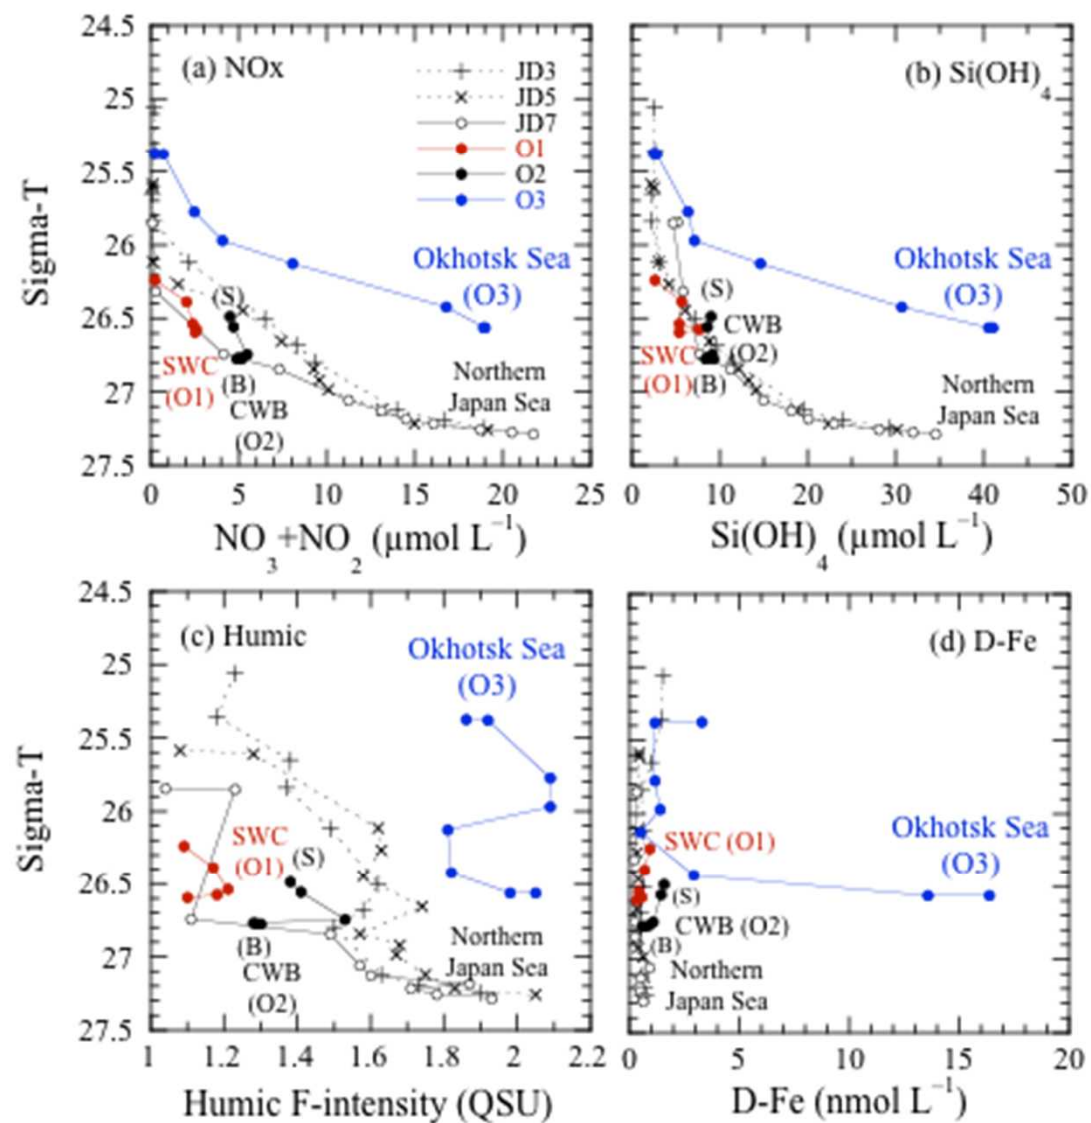 24.5
25
25.5
26
26.5
27
27.5
Sigma-T
(a) NOx
JD3
JD5
JD7
O1
O2
O3
Okhotsk Sea
(O3)
(S)
SWC
(O1)
(B)
CWB
(O2)
Northern
Japan Sea
0 5 10 15 20 25
NO3+NO2 (µmol L⁻¹)
(b) Si(OH)4
Okhotsk Sea
(O3)
(S)
CWB
(O2)
SWC
(O1)
(B)
Northern
Japan Sea
0 10 20 30 40 50
Si(OH)4 (µmol L⁻¹)
24.5
25
25.5
26
26.5
27
27.5
Sigma-T
(c) Humic
Okhotsk Sea
(O3)
SWC
(O1)
(S)
(B)
CWB
(O2)
Northern
Japan Sea
1 1.2 1.4 1.6 1.8 2 2.2
Humic F-intensity (QSU)
(d) D-Fe
Okhotsk Sea
(O3)
SWC (O1)
(S)
CWB (O2)
(B)
Northern
Japan Sea
0 5 10 15 20
D-Fe (nmol L⁻¹)